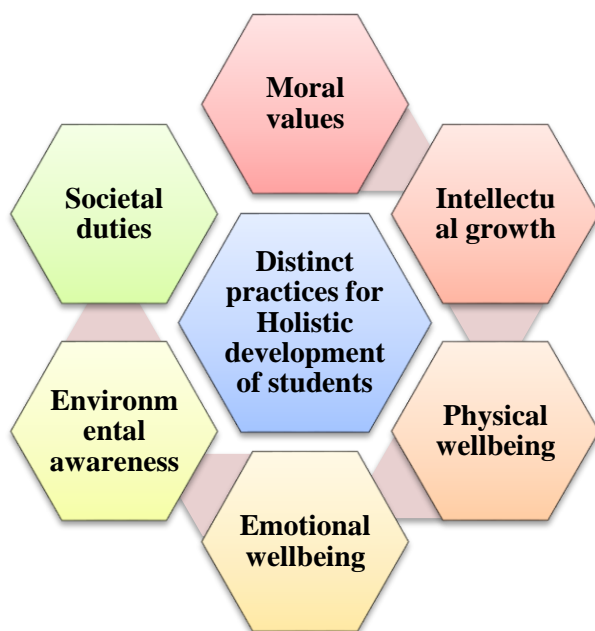 Moral
values
Intellectu
al growth
Physical
wellbeing
Emotional
wellbeing
Environm
ental
awareness
Societal
duties
Distinct
practices for
Holistic
development
of students